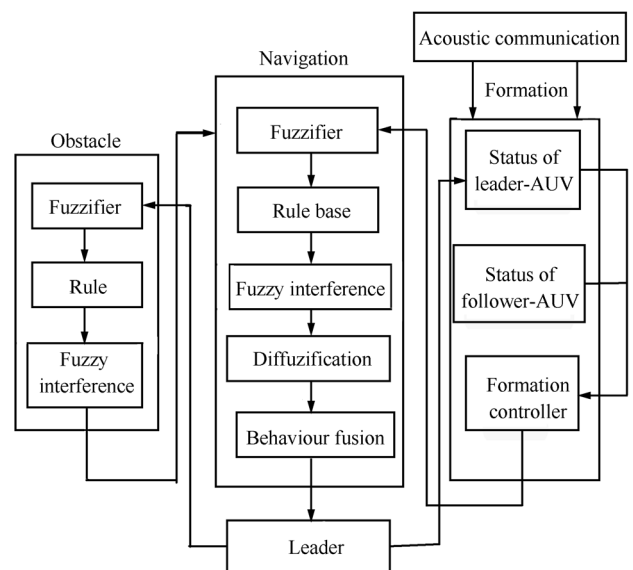 Acoustic communication
Navigation
Formation
Obstacle
Fuzzifier
Rule
Fuzzy
interference
Fuzzifier
Rule base
Fuzzy interference
Diffuzification
Behaviour fusion
Leader
Status of
leader-AUV
Status of
follower-AUV
Formation
controller